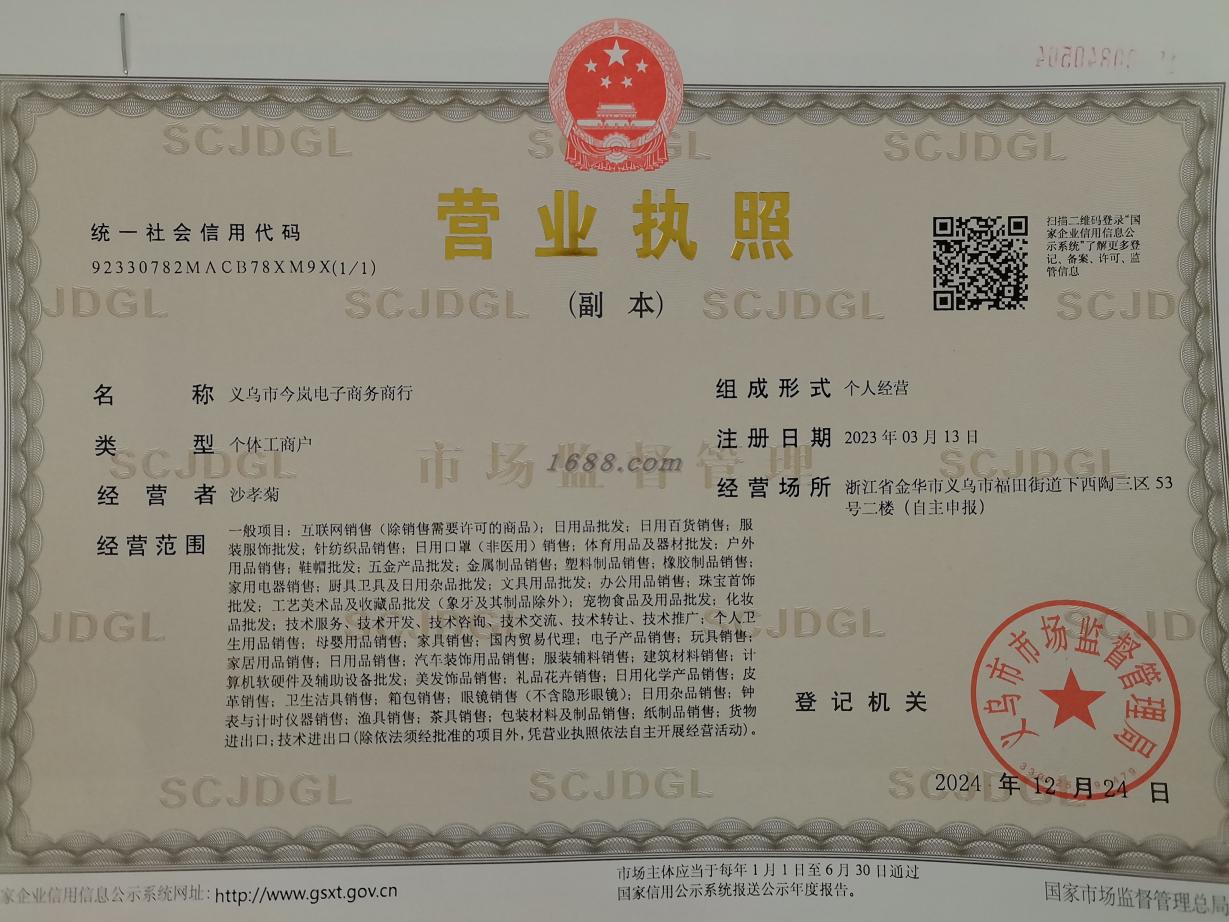 营业执照
(副 本)
统一社会信用代码
92330782MACB78XM9X(1/1)
扫描二维码登录“国
家企业信用信息公
示系统”了解更多登
记、备案、许可、监
管信息
名 称 义乌市今岚电子商务商行
类 型 个体工商户
经 营 者 沙孝菊
经营范围 一般项目：互联网销售（除销售需要许可的商品）；日用品批发；日用百货销售；服
装服饰批发；针纺织品销售；日用口罩（非医用）销售；体育用品及器材批发；户外
用品销售；鞋帽批发；五金产品批发；金属制品销售；塑料制品销售；橡胶制品销售；
家用电器销售；厨具卫具及日用杂品批发；文具用品批发；办公用品销售；珠宝首饰
批发；工艺美术品及收藏品批发（象牙及其制品除外）；宠物食品及用品批发；化妆
品批发；技术服务、技术开发、技术咨询、技术交流、技术转让、技术推广；个人卫
生用品销售；母婴用品销售；家具销售；国内贸易代理；电子产品销售；玩具销售；
家居用品销售；日用品销售；汽车装饰用品销售；服装辅料销售；建筑材料销售；计
算机软硬件及辅助设备批发；美发饰品销售；礼品花卉销售；日用化学产品销售；皮
革销售；卫生洁具销售；箱包销售；眼镜销售（不含隐形眼镜）；日用杂品销售；钟
表与计时仪器销售；渔具销售；茶具销售；包装材料及制品销售；纸制品销售；货物
进出口；技术进出口(除依法须经批准的项目外，凭营业执照依法自主开展经营活动)。
组成形式 个人经营
注册日期 2023 年 03 月 13 日
经营场所 浙江省金华市义乌市福田街道下西陶三区 53
号二楼（自主申报）
市场监督管理
1688.com
SCJDGL
登记机关
义乌市市场监督管理局
2024 年 12 月 24 日
家企业信用信息公示系统网址：http://www.gsxt.gov.cn
市场主体应当于每年 1 月 1 日至 6 月 30 日通过
国家信用公示系统报送公示年度报告。
国家市场监督管理总局